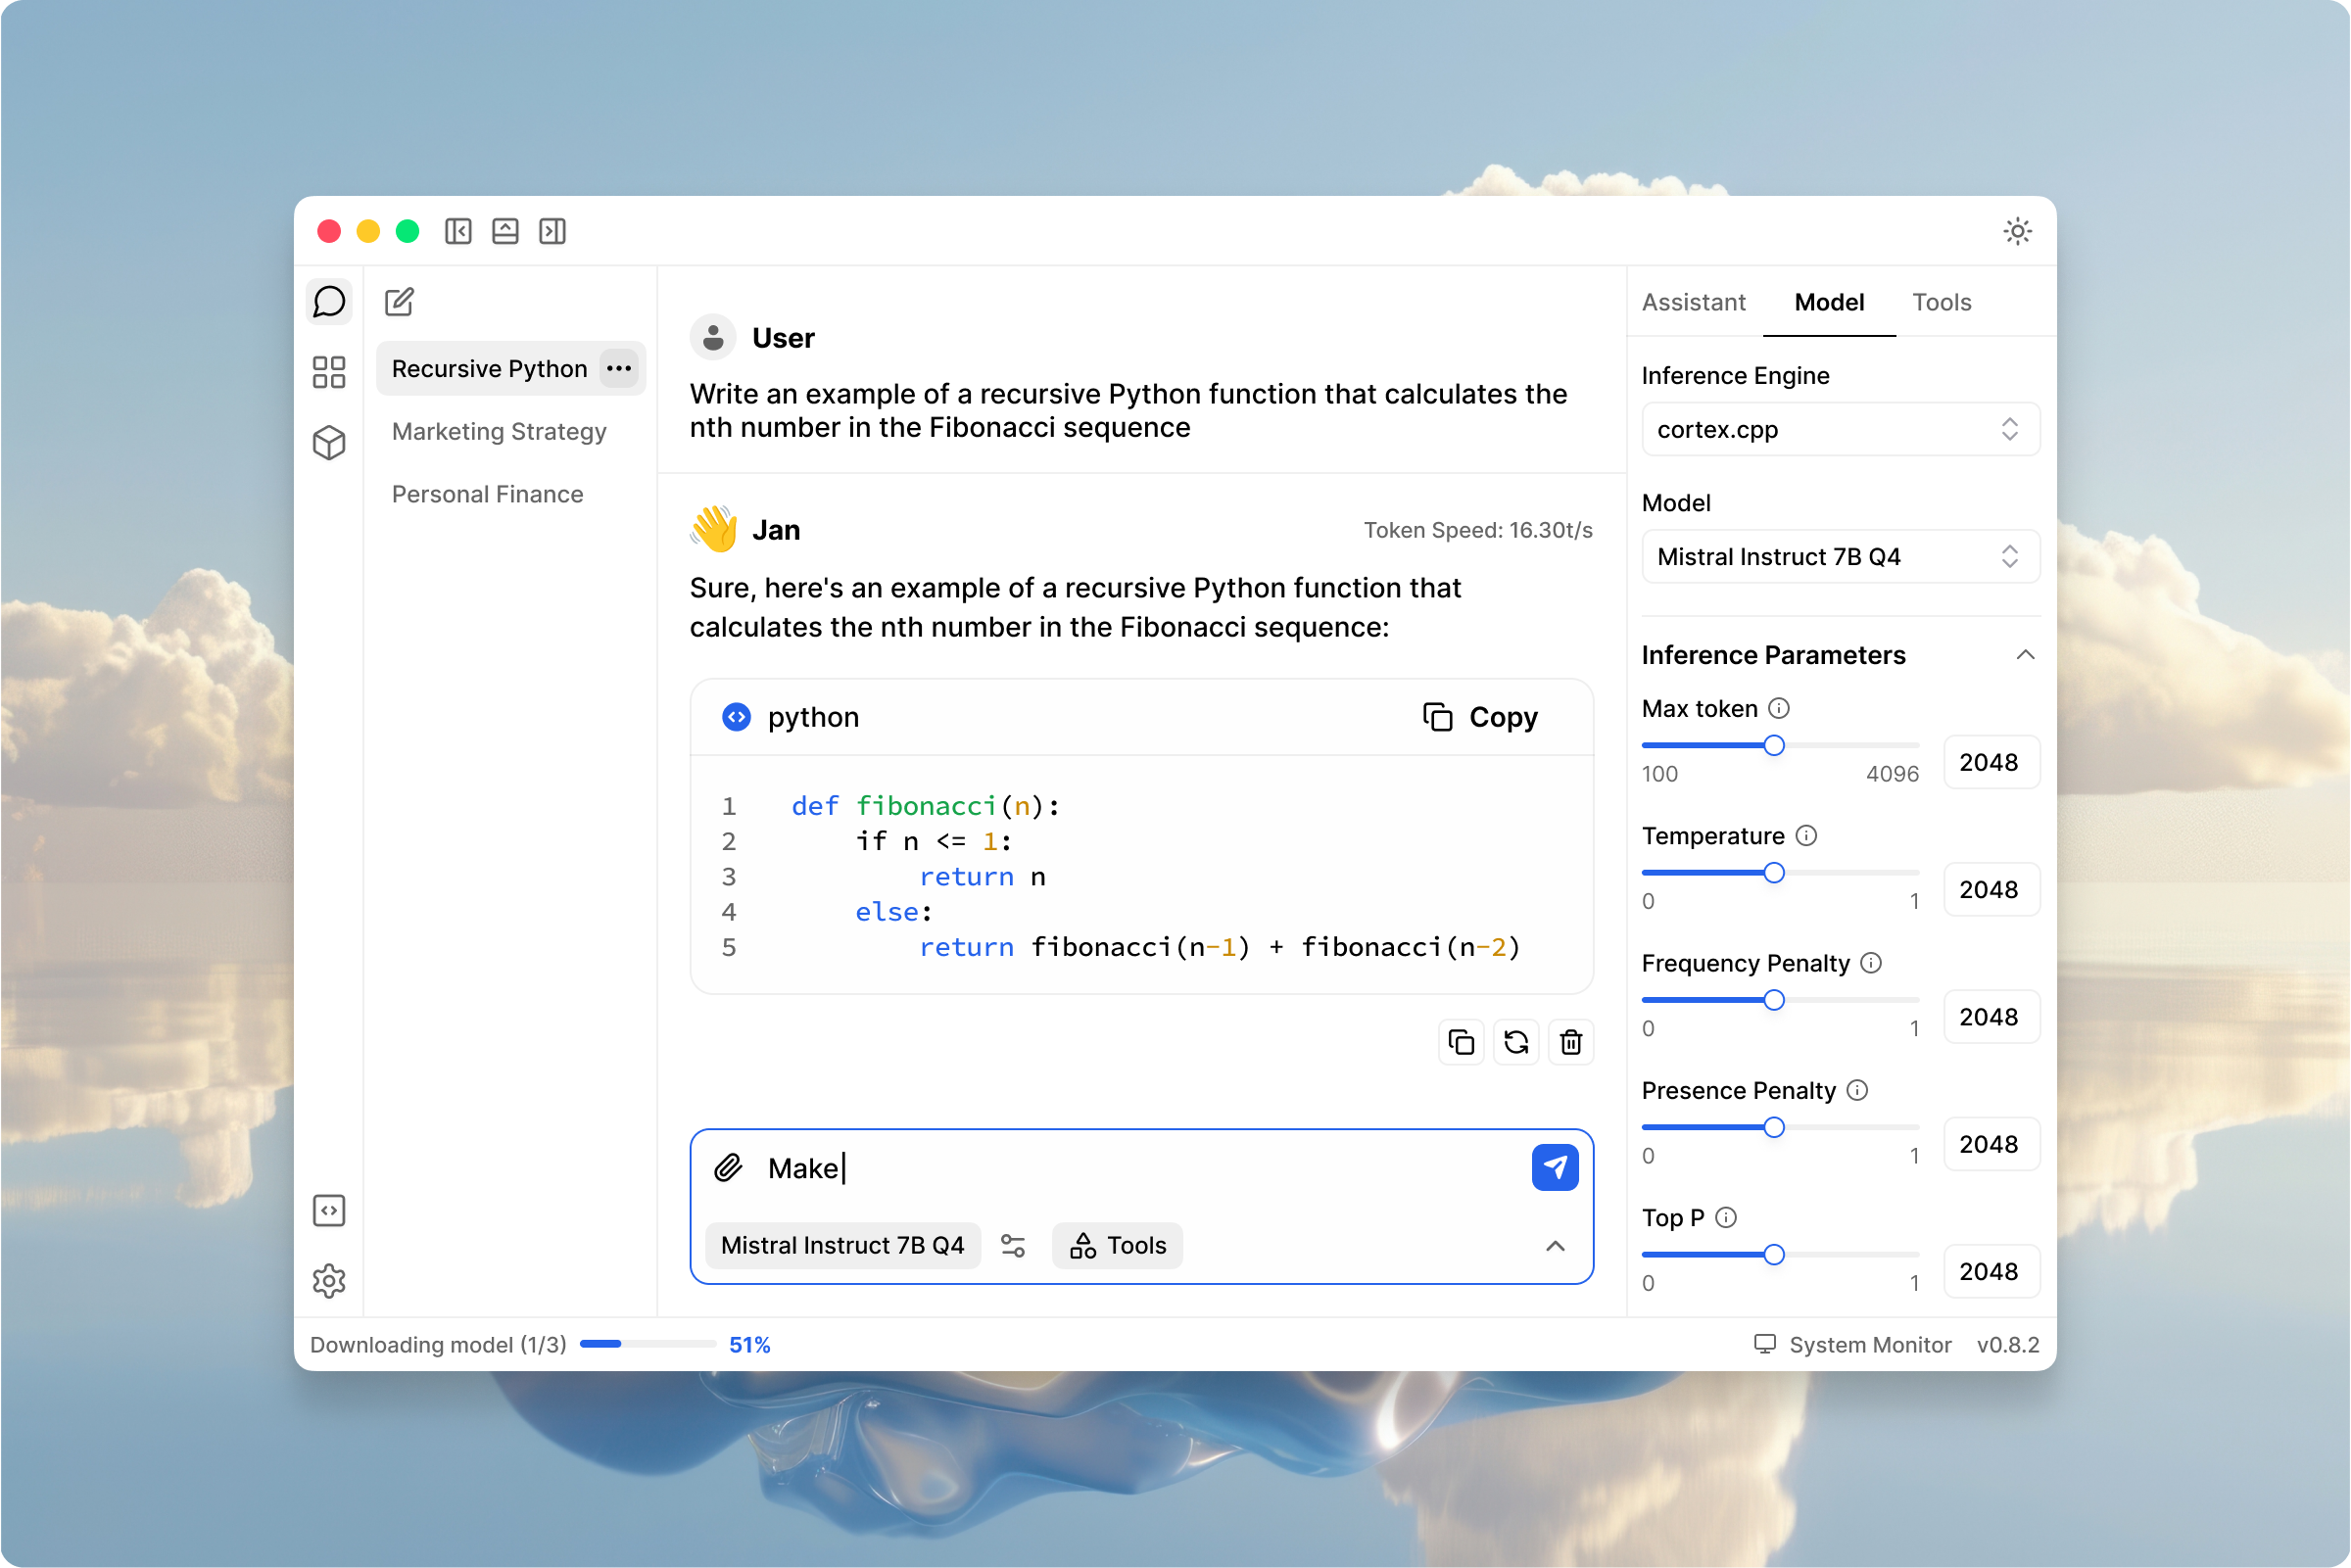 Recursive Python
Marketing Strategy
Personal Finance
User
Write an example of a recursive Python function that calculates the
nth number in the Fibonacci sequence
Jan
Token Speed: 16.30t/s
Sure, here's an example of a recursive Python function that
calculates the nth number in the Fibonacci sequence:
python
Copy
1 def fibonacci(n):
2     if n <= 1:
3         return n
4     else:
5         return fibonacci(n-1) + fibonacci(n-2)
Make
Mistral Instruct 7B Q4
Tools
Assistant Model Tools
Inference Engine
cortex.cpp
Model
Mistral Instruct 7B Q4
Inference Parameters
Max token
2048
100 4096
Temperature
2048
0 1
Frequency Penalty
2048
0 1
Presence Penalty
2048
0 1
Top P
2048
0 1
Downloading model (1/3) 51%
System Monitor v0.8.2